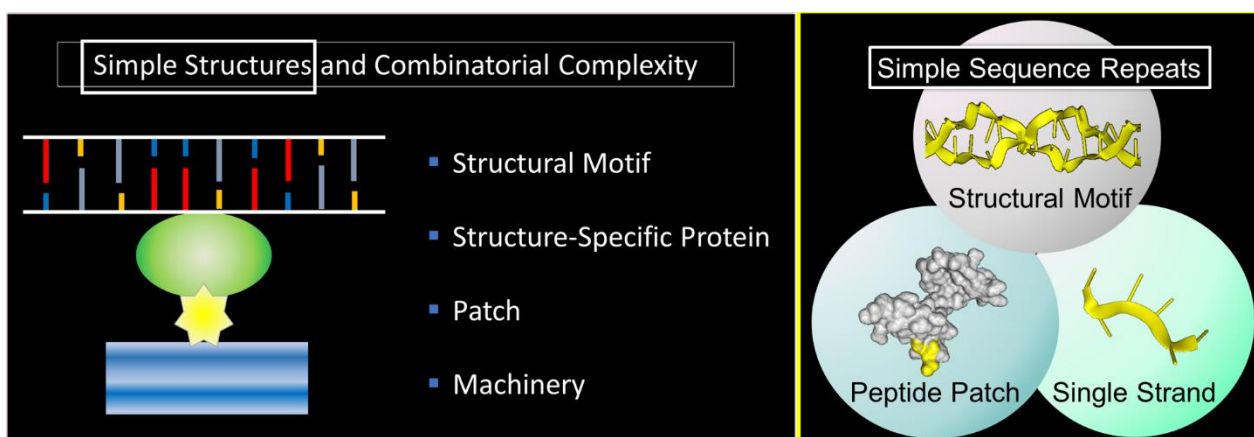 Simple Structures and Combinatorial Complexity
Structural Motif
Structure-Specific Protein
Patch
Machinery
Simple Sequence Repeats
Structural Motif
Peptide Patch
Single Strand